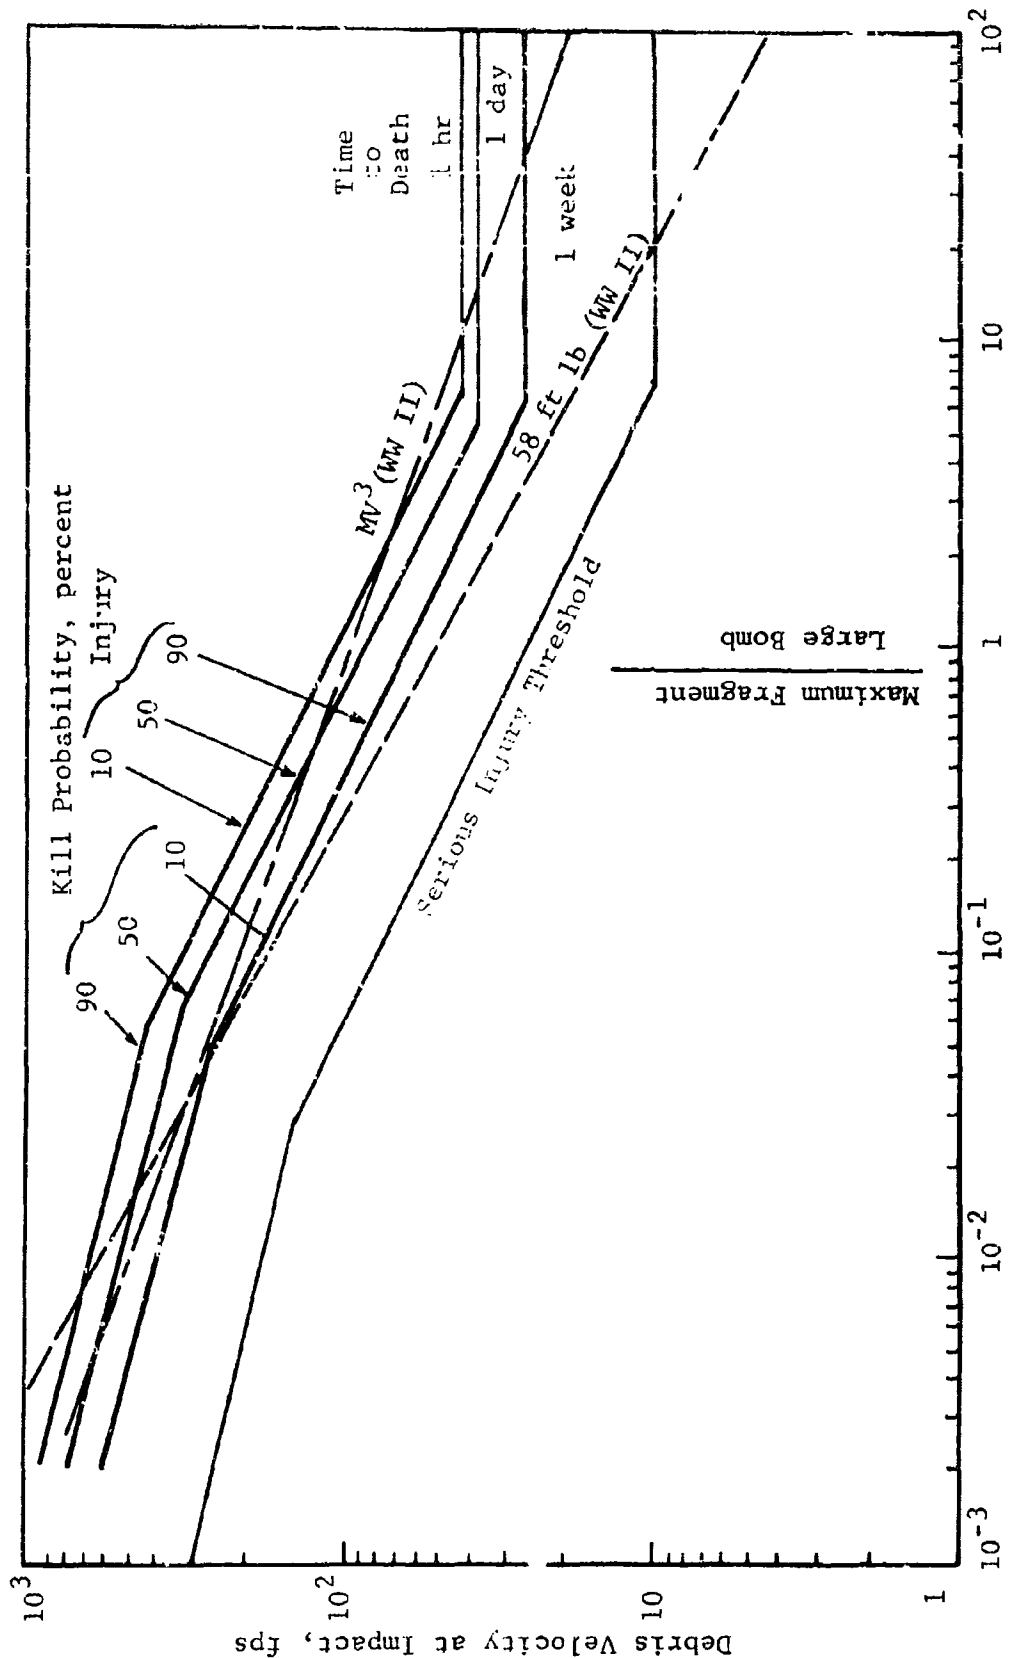 Kill Probability, percent
Injury
90
50
10
10
50
90
MV³ (WW II)
Time
to
Death
1 hr
1 day
1 week
58 ft lb (WW II)
Serious Injury Threshold
Maximum Fragment
Large Bomb
Debris Velocity at Impact, fps
10³
10²
10
1
10⁻³
10⁻²
10⁻¹
1
10
10²